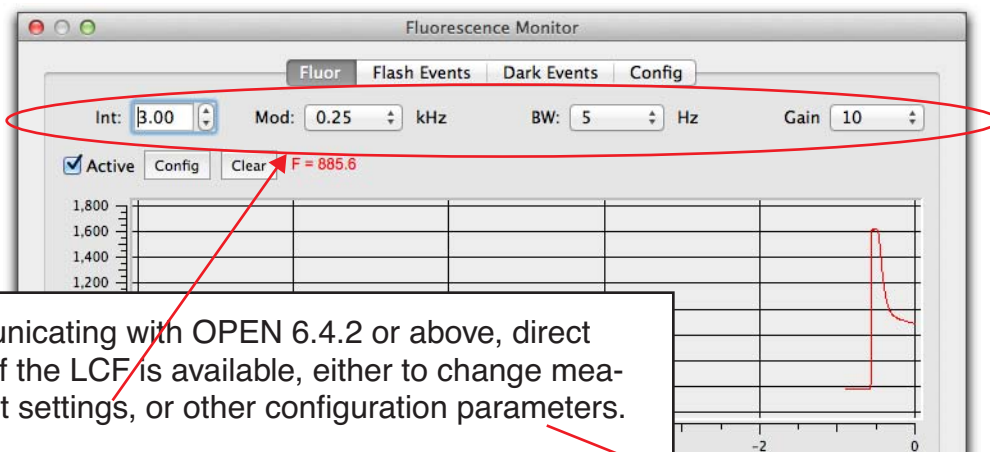 Fluorescence Monitor
Fluor Flash Events Dark Events Config
Int: 3.00 Mod: 0.25 kHz BW: 5 Hz Gain 10
Active Config Clear F = 885.6
1,800
1,600
1,400
1,200
unicating with OPEN 6.4.2 or above, direct
f the LCF is available, either to change mea-
t settings, or other configuration parameters.
-2 0